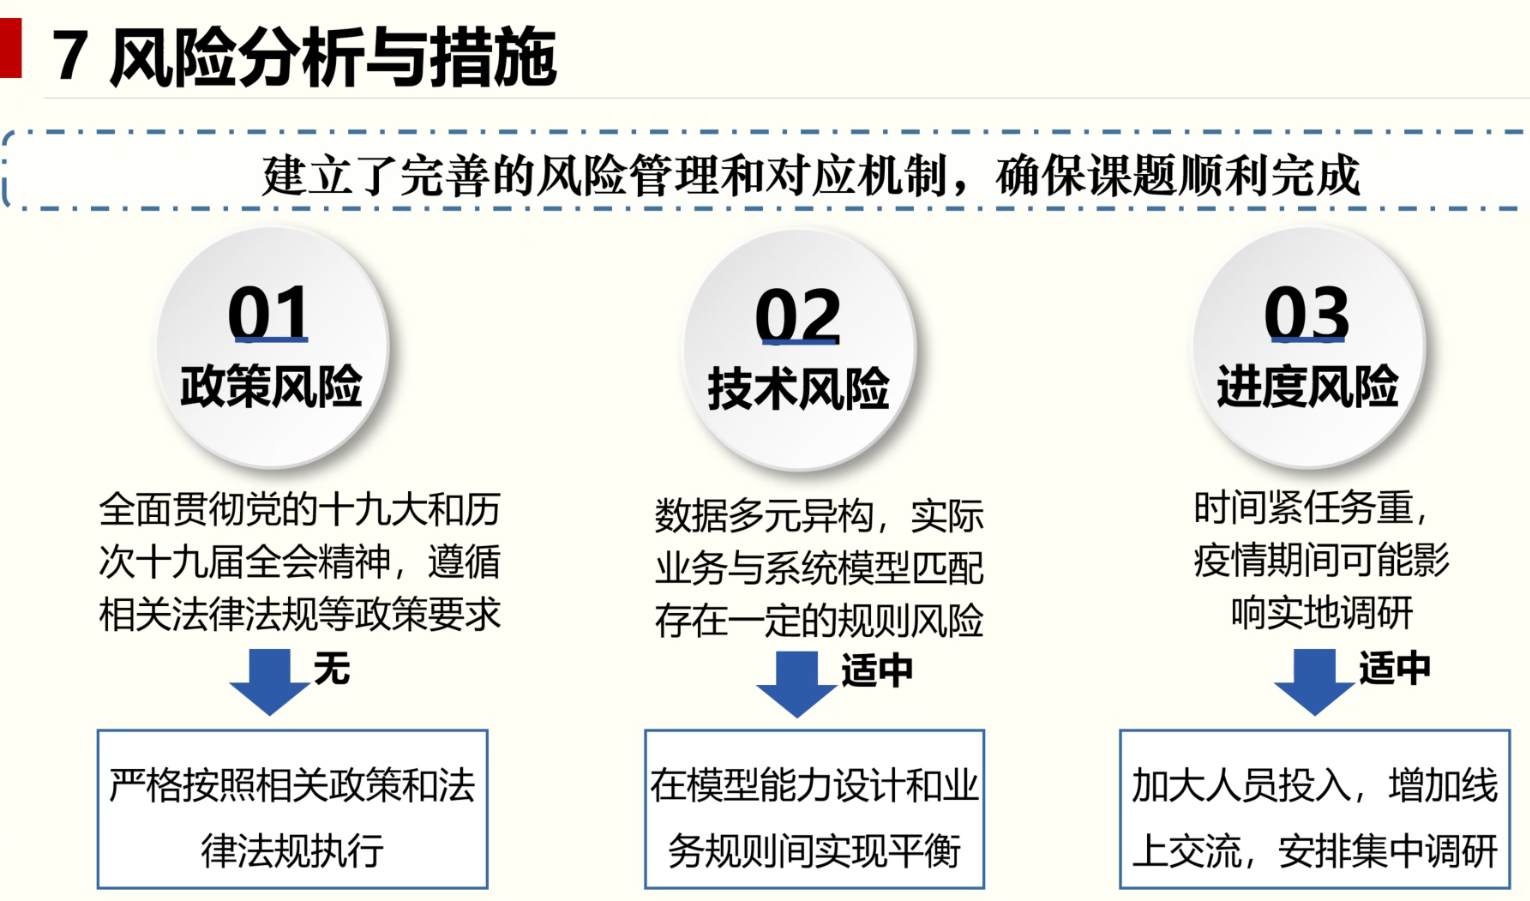 7 风险分析与措施
建立了完善的风险管理和对应机制，确保课题顺利完成
01
政策风险
全面贯彻党的十九大和历
次十九届全会精神，遵循
相关法律法规等政策要求
无
严格按照相关政策和法
律法规执行
02
技术风险
数据多元异构，实际
业务与系统模型匹配
存在一定的规则风险
适中
在模型能力设计和业
务规则间实现平衡
03
进度风险
时间紧任务重，
疫情期间可能影
响实地调研
适中
加大人员投入，增加线
上交流，安排集中调研